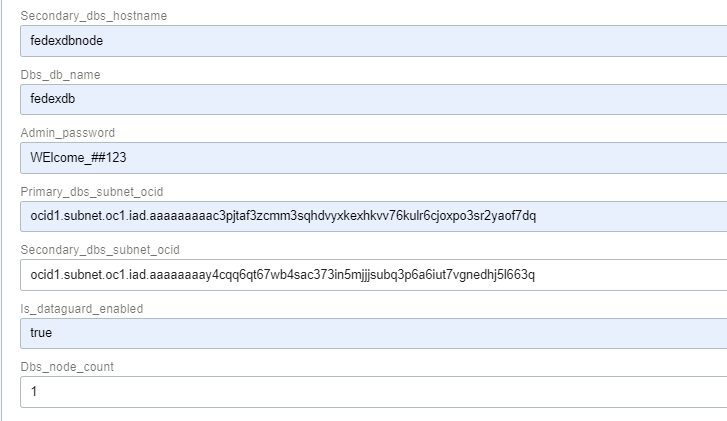 Secondary_dbs_hostname
fedexdbnode
Dbs_db_name
fedexdb
Admin_password
WElcome_##123
Primary_dbs_subnet_ocid
ocid1.subnet.oc1.iad.aaaaaaaaac3pjtaf3zcmm3sqhdvyxkexhkvv76kulr6cjoxpo3sr2yaof7dq
Secondary_dbs_subnet_ocid
ocid1.subnet.oc1.iad.aaaaaaaay4cqq6qt67wb4sac373in5mjjjsubq3p6a6iut7vgnedhj5l663q
Is_dataguard_enabled
true
Dbs_node_count
1